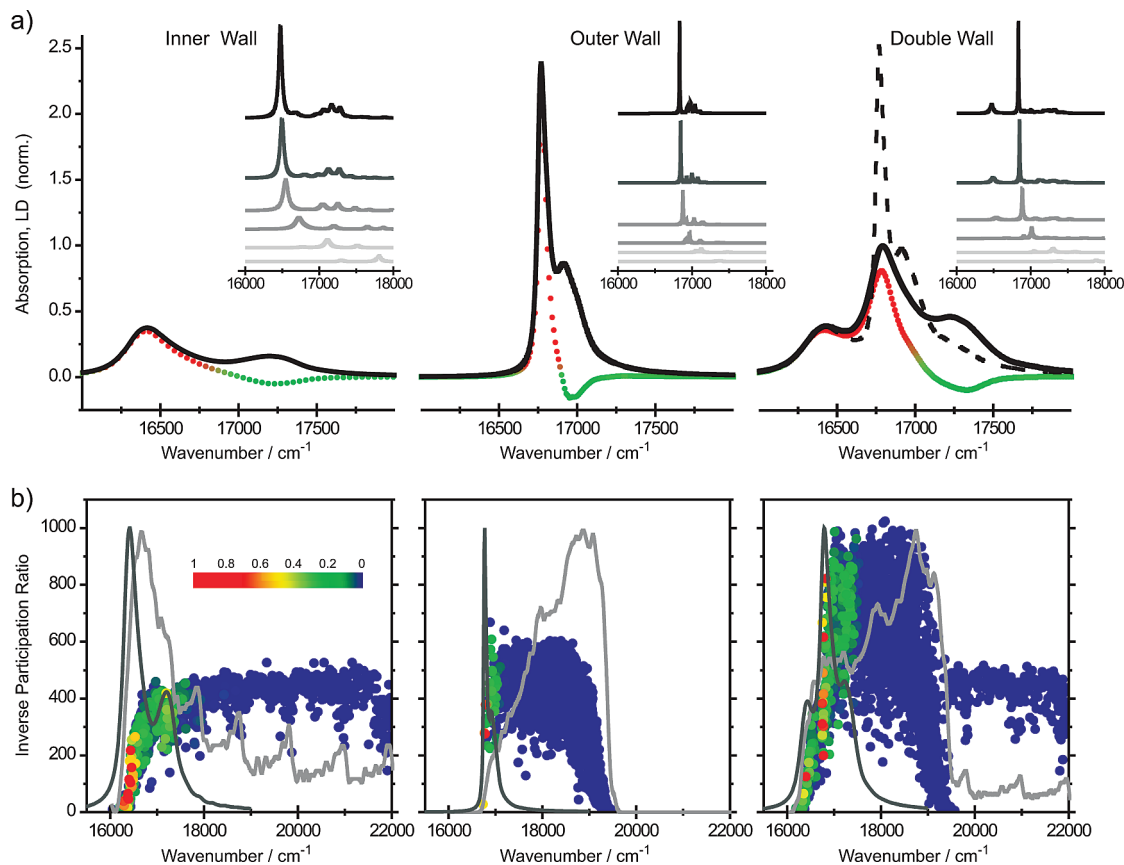 a)
Inner Wall
Outer Wall
Double Wall
2.5
2.0
1.5
1.0
0.5
0.0
Absorption, LD (norm.)
16000 17000 18000
16000 17000 18000
16000 17000 18000
16500 17000 17500
16500 17000 17500
16500 17000 17500
Wavenumber / cm-1
Wavenumber / cm-1
Wavenumber / cm-1
b)
1000
800
600
400
200
0
Inverse Participation Ratio
1 0.8 0.6 0.4 0.2 0
16000 18000 20000 22000
16000 18000 20000 22000
16000 18000 20000 22000
Wavenumber / cm-1
Wavenumber / cm-1
Wavenumber / cm-1